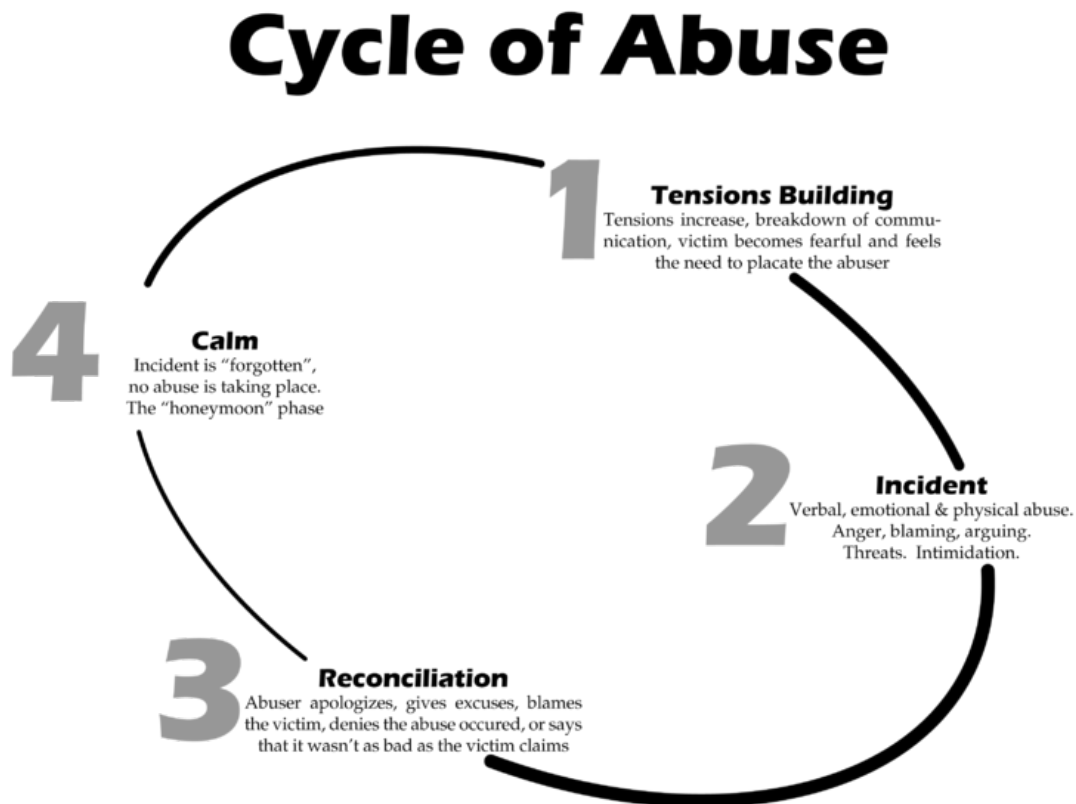 Cycle of Abuse
1
Tensions Building
Tensions increase, breakdown of commu-
nication, victim becomes fearful and feels
the need to placate the abuser
2
Incident
Verbal, emotional & physical abuse.
Anger, blaming, arguing.
Threats.  Intimidation.
3
Reconciliation
Abuser apologizes, gives excuses, blames
the victim, denies the abuse occured, or says
that it wasn't as bad as the victim claims
4
Calm
Incident is “forgotten”,
no abuse is taking place.
The “honeymoon” phase